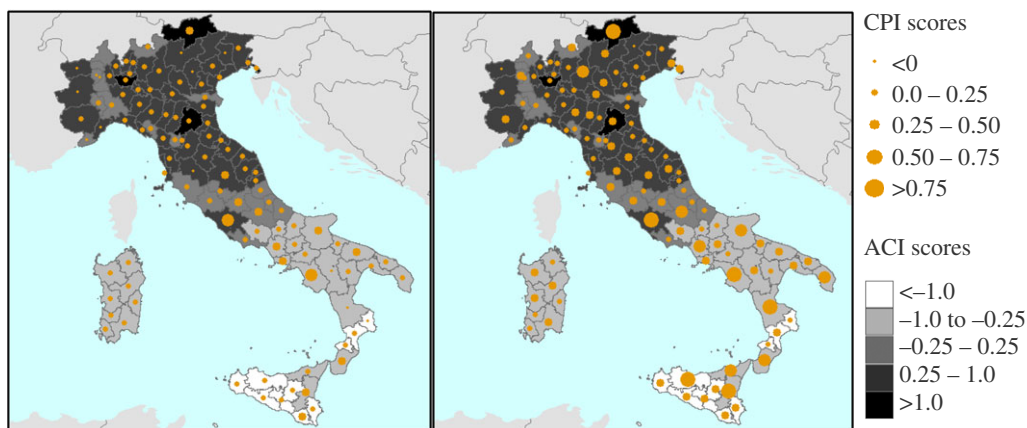 CPI scores
<0
0.0 – 0.25
0.25 – 0.50
0.50 – 0.75
>0.75
ACI scores
<–1.0
–1.0 to –0.25
–0.25 – 0.25
0.25 – 1.0
>1.0